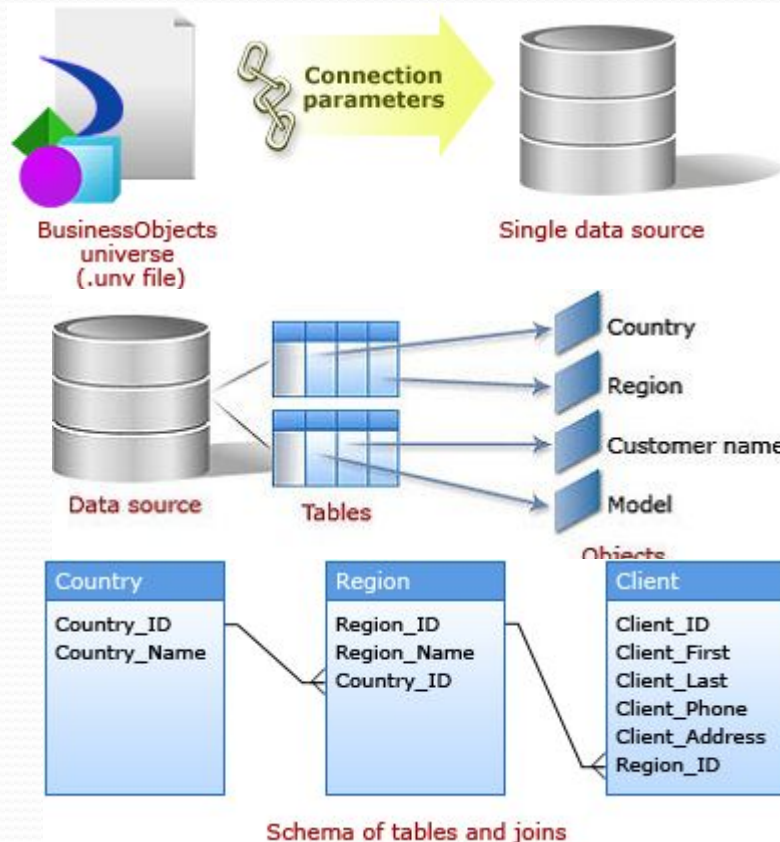 Connection
parameters
BusinessObjects
universe
(.unv file)
Single data source
Country
Region
Customer name
Model
Data source
Tables
Objects
Country
Country_ID
Country_Name
Region
Region_ID
Region_Name
Country_ID
Client
Client_ID
Client_First
Client_Last
Client_Phone
Client_Address
Region_ID
Schema of tables and joins